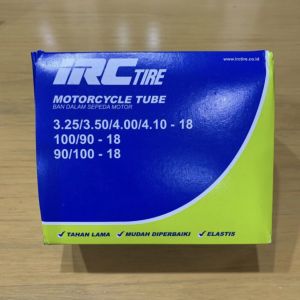 www.irctire.co.id
IRC TIRE
MOTORCYCLE TUBE
BAN DALAM SEPEDA MOTOR
3.25/3.50/4.00/4.10 - 18
100/90 - 18
90/100 - 18
✓ TAHAN LAMA ✓ MUDAH DIPERBAIKI ✓ ELASTIS